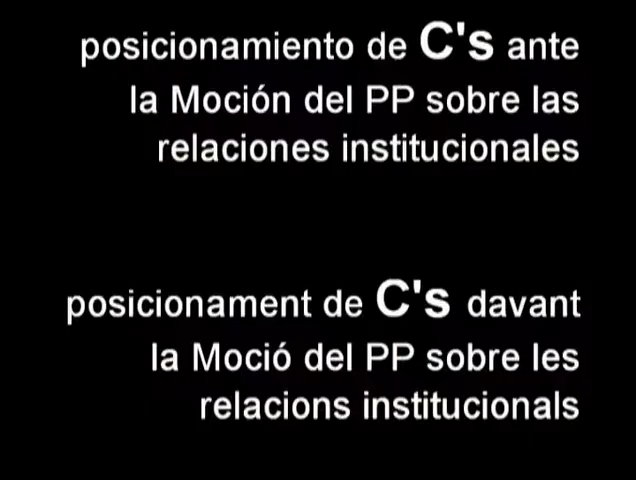 posicionamiento de C's ante
la Moción del PP sobre las
relaciones institucionales
posicionament de C's davant
la Moció del PP sobre les
relacions institucionals